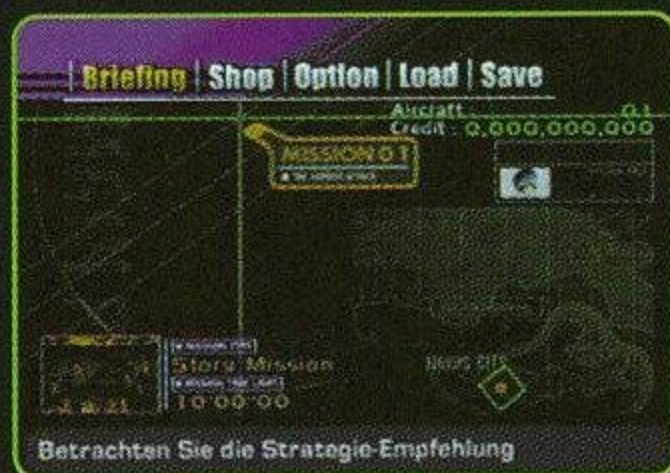 Briefing Shop Option Load Save
Aircraft : 01
Credit : 0,000,000,000
MISSION 01
Story Mission
10'00"00
Betrachten Sie die Strategie-Empfehlung